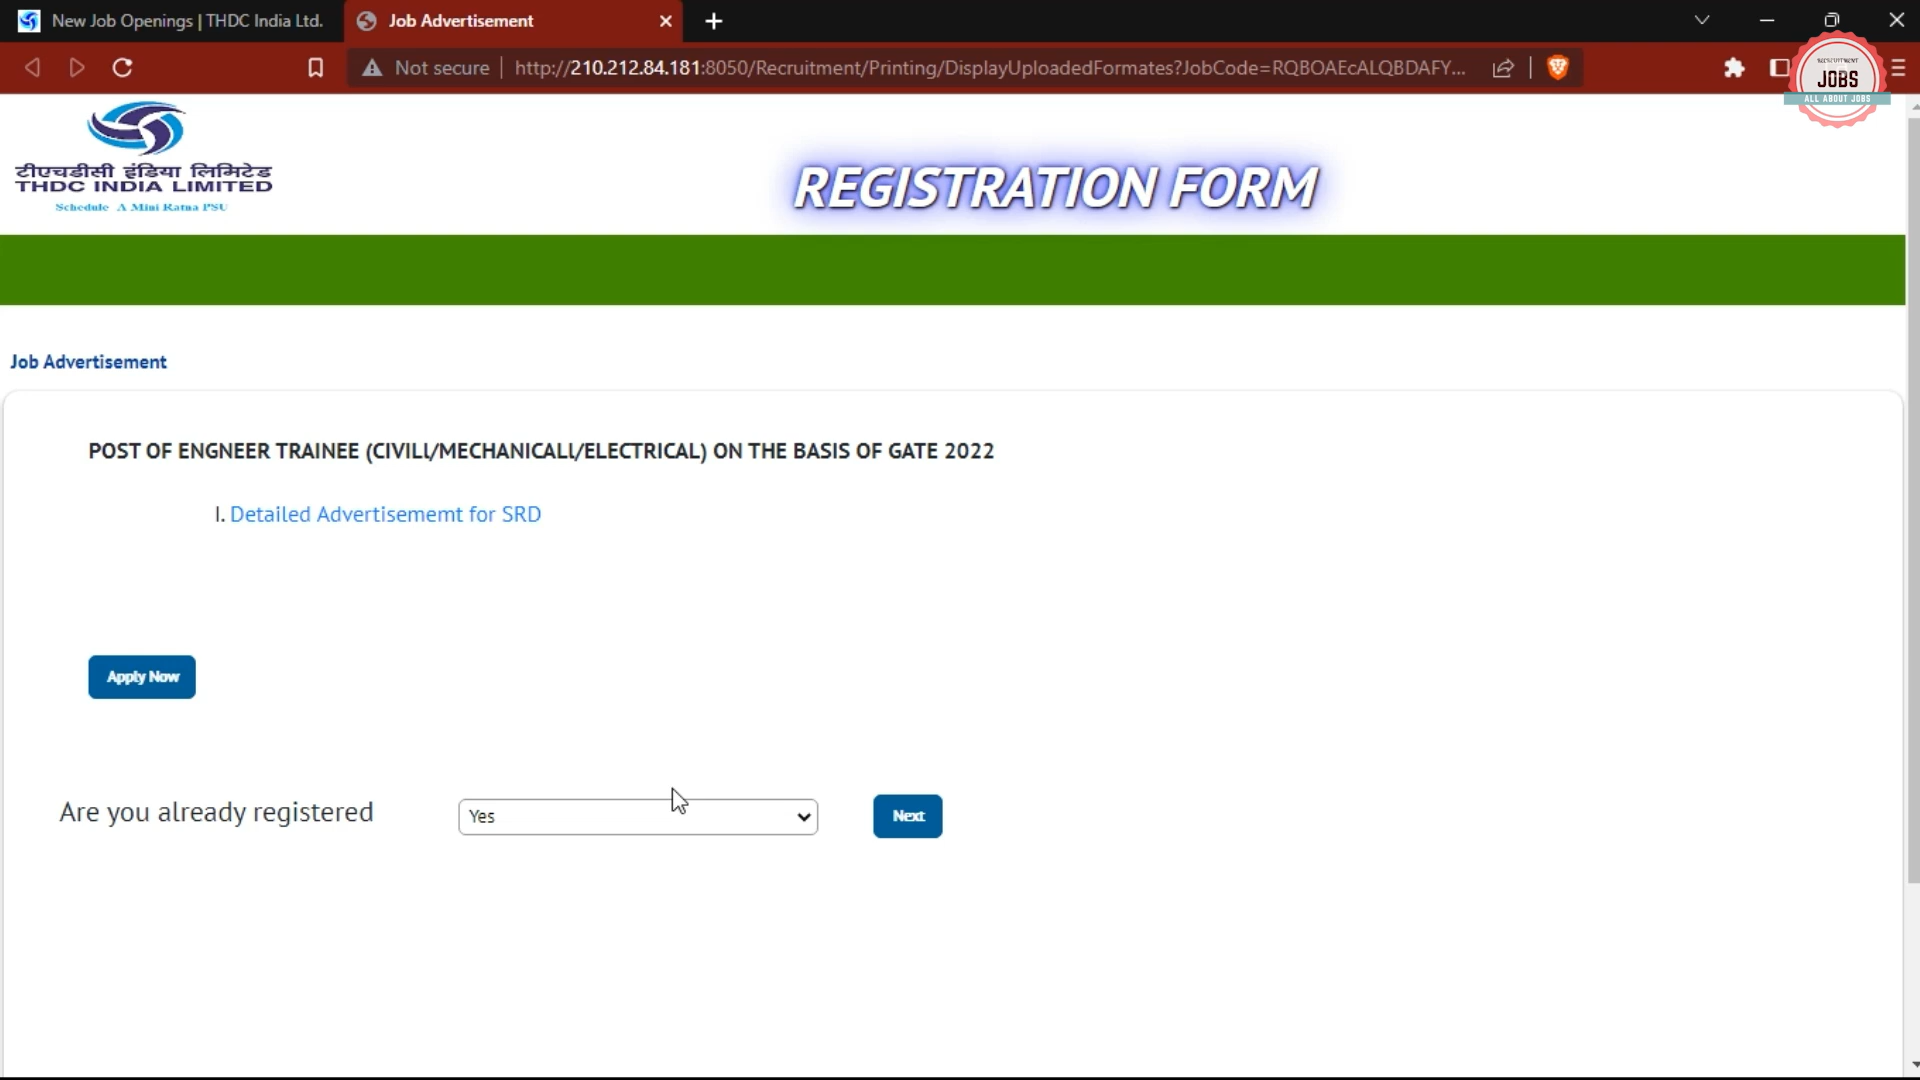 New Job Openings | THDC India Ltd.
Job Advertisement
Not secure
http://210.212.84.181:8050/Recruitment/Printing/DisplayUploadedFormates?JobCode=RQBOAEcALQBDAFY...
RECRUITMENT
JOBS
ALL ABOUT JOBS
टीएचडीसी इंडिया लिमिटेड
THDC INDIA LIMITED
Schedule A Mini Ratna PSU
REGISTRATION FORM
Job Advertisement
POST OF ENGNEER TRAINEE (CIVILL/MECHANICALL/ELECTRICAL) ON THE BASIS OF GATE 2022
I. Detailed Advertisememt for SRD
Apply Now
Are you already registered
Yes
Next